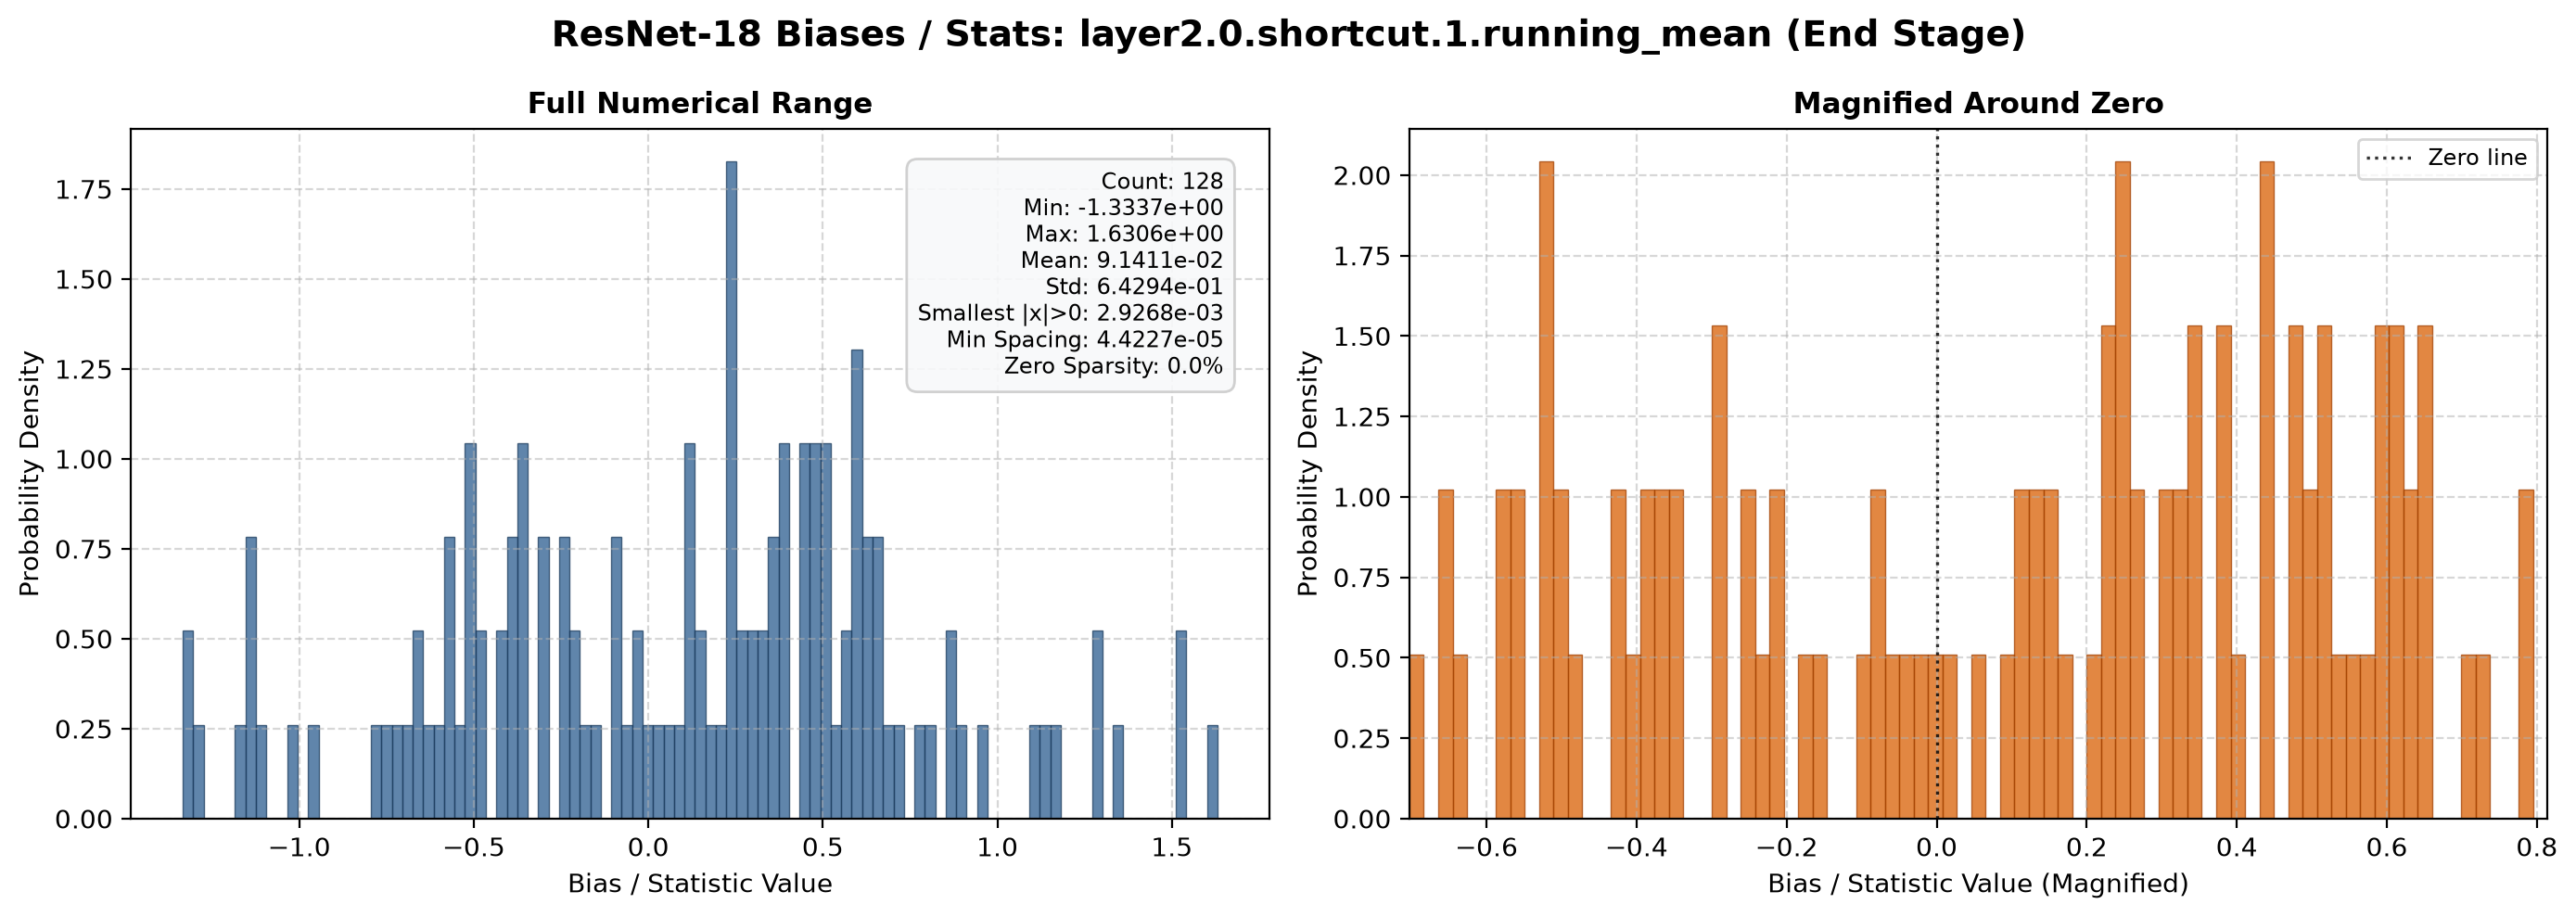 ResNet-18 Biases / Stats: layer2.0.shortcut.1.running_mean (End Stage)
Full Numerical Range
Probability Density
1.75
1.50
1.25
1.00
0.75
0.50
0.25
0.00
Count: 128
Min: -1.3337e+00
Max: 1.6306e+00
Mean: 9.1411e-02
Std: 6.4294e-01
Smallest |x|>0: 2.9268e-03
Min Spacing: 4.4227e-05
Zero Sparsity: 0.0%
−1.0 −0.5 0.0 0.5 1.0 1.5
Bias / Statistic Value
Magnified Around Zero
Probability Density
2.00
1.75
1.50
1.25
1.00
0.75
0.50
0.25
0.00
Zero line
−0.6 −0.4 −0.2 0.0 0.2 0.4 0.6 0.8
Bias / Statistic Value (Magnified)